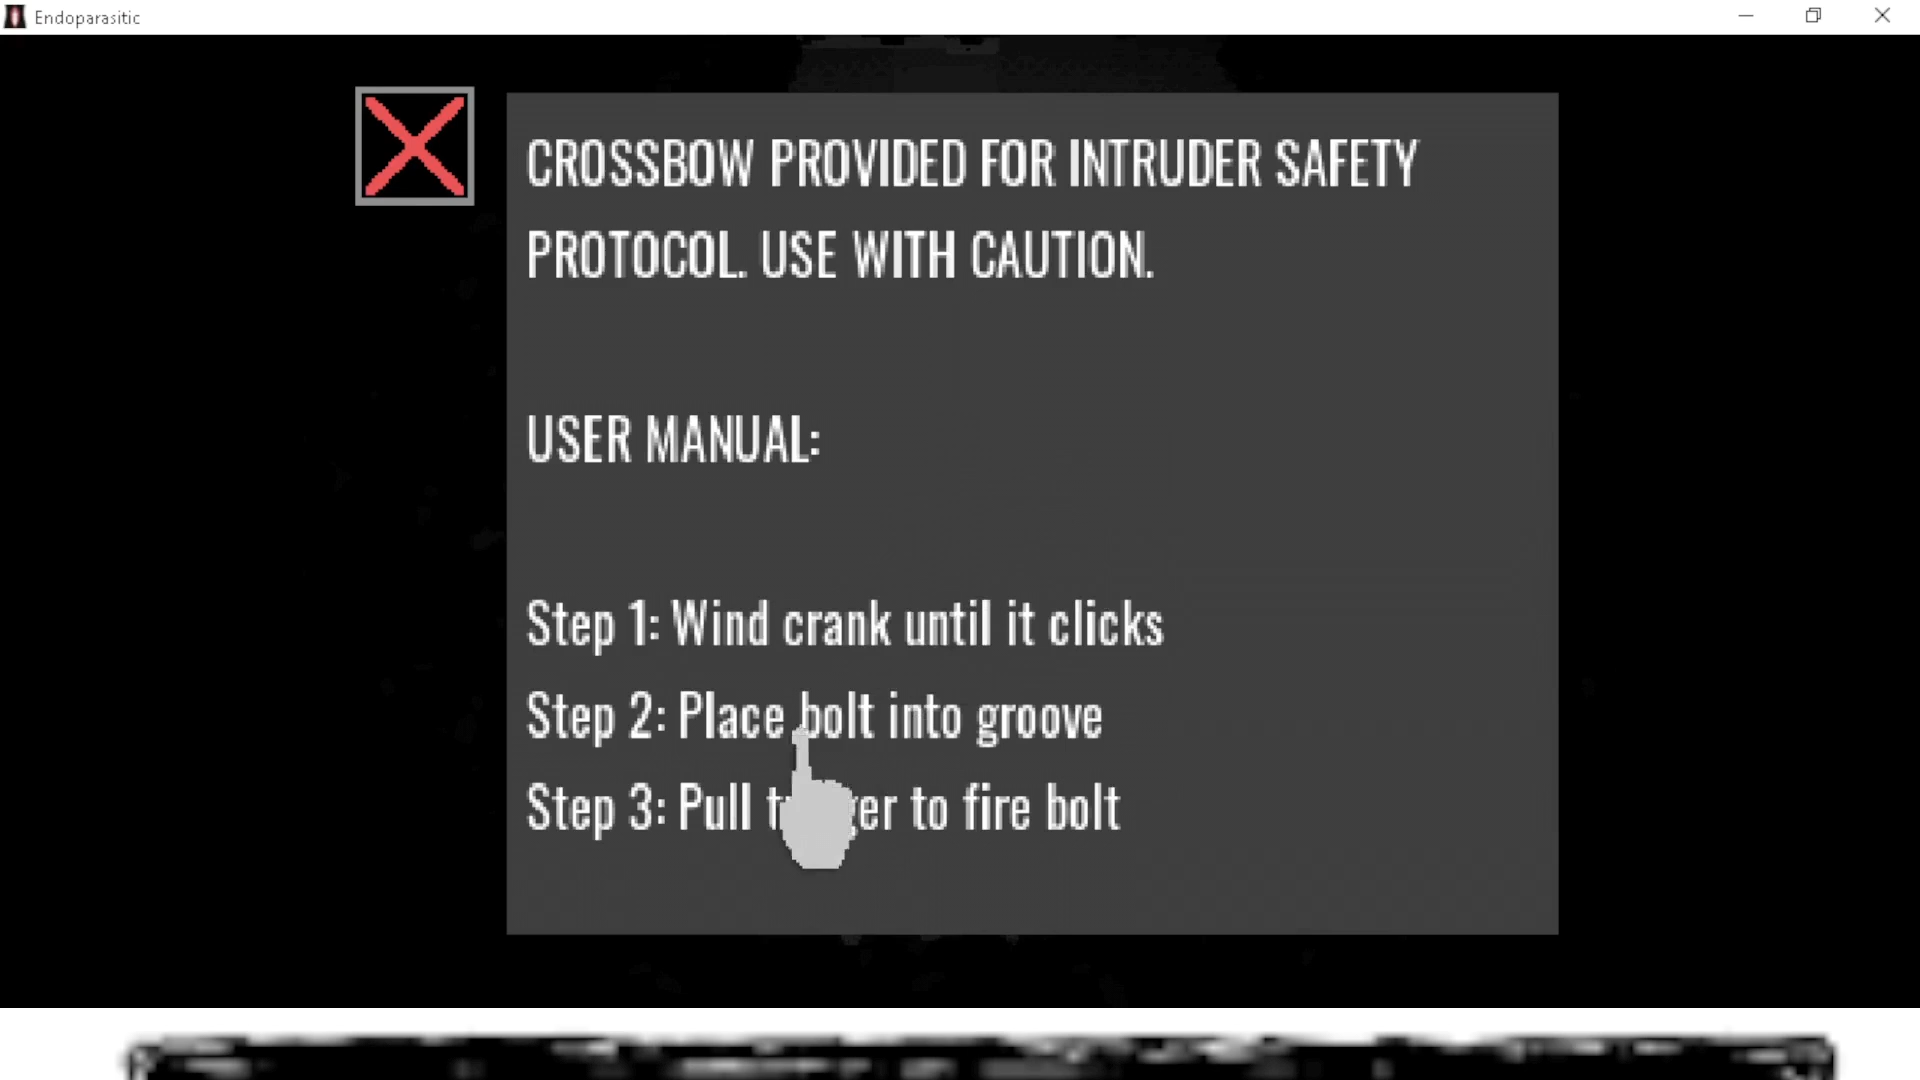 Endoparasitic
CROSSBOW PROVIDED FOR INTRUDER SAFETY
PROTOCOL. USE WITH CAUTION.
USER MANUAL:
Step 1: Wind crank until it clicks
Step 2: Place bolt into groove
Step 3: Pull to fire bolt